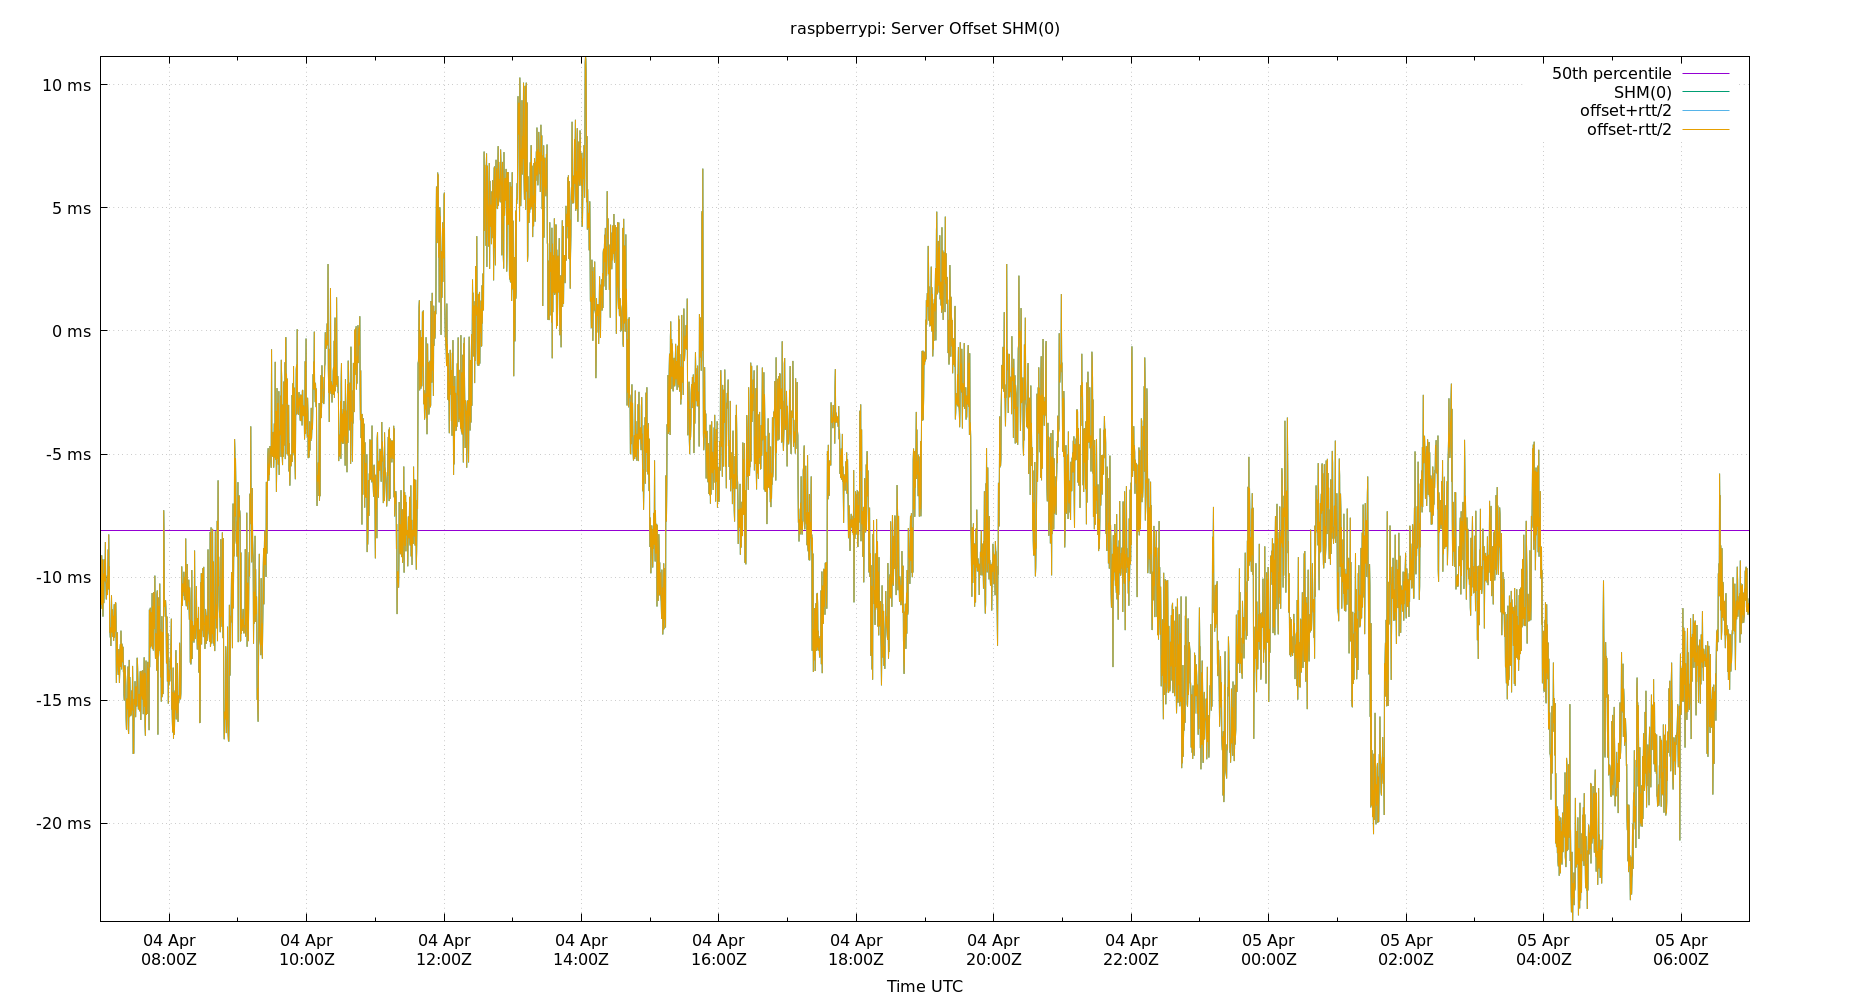 raspberrypi: Server Offset SHM(0)
50th percentile
SHM(0)
offset+rtt/2
offset-rtt/2
10 ms
5 ms
0 ms
-5 ms
-10 ms
-15 ms
-20 ms
04 Apr 04 Apr 04 Apr 04 Apr 04 Apr 04 Apr 04 Apr 04 Apr 05 Apr 05 Apr 05 Apr 05 Apr
08:00Z 10:00Z 12:00Z 14:00Z 16:00Z 18:00Z 20:00Z 22:00Z 00:00Z 02:00Z 04:00Z 06:00Z
Time UTC